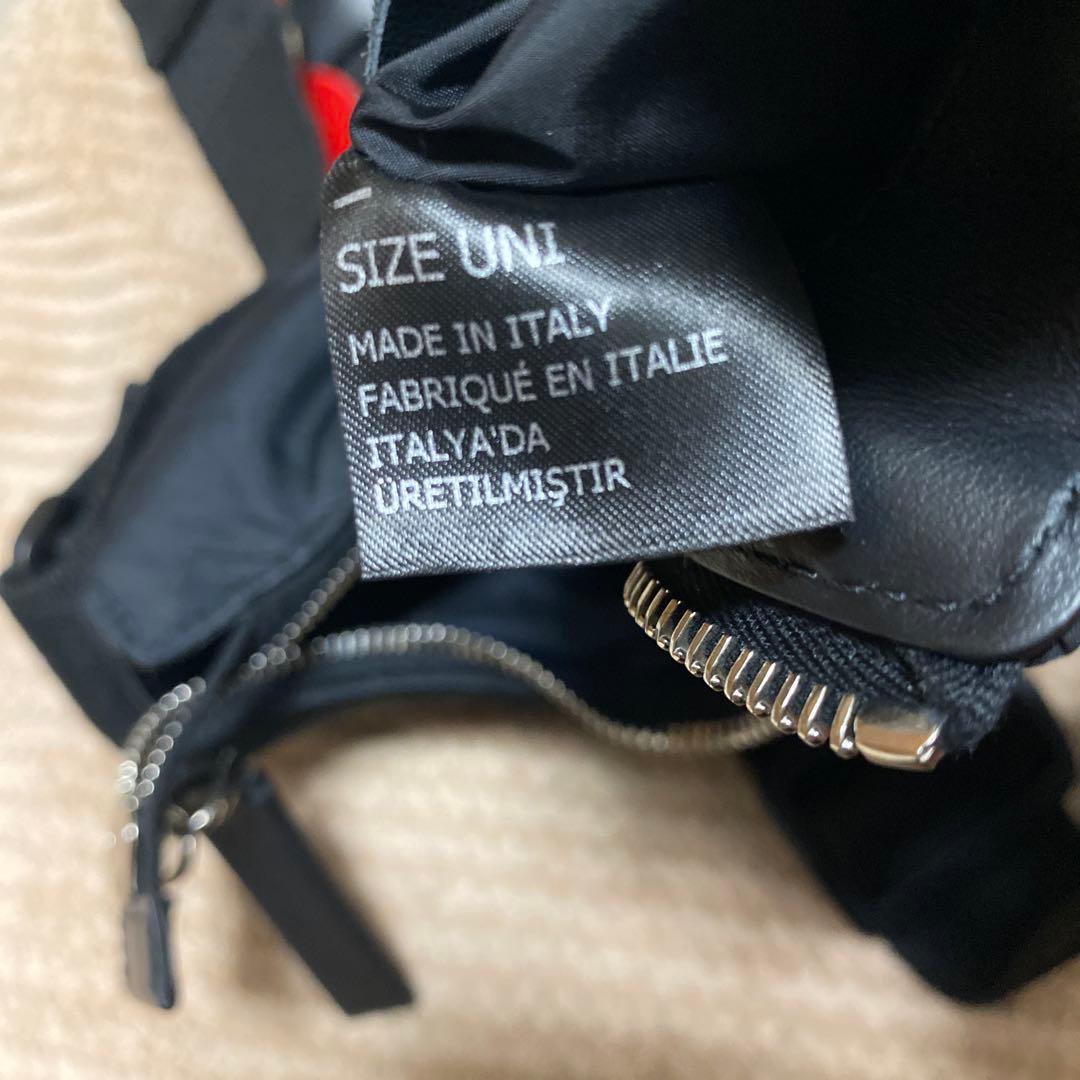 SIZE UNI
MADE IN ITALY
FABRIQUÉ EN ITALIE
ITALYA'DA
ÜRETILMIŞTIR